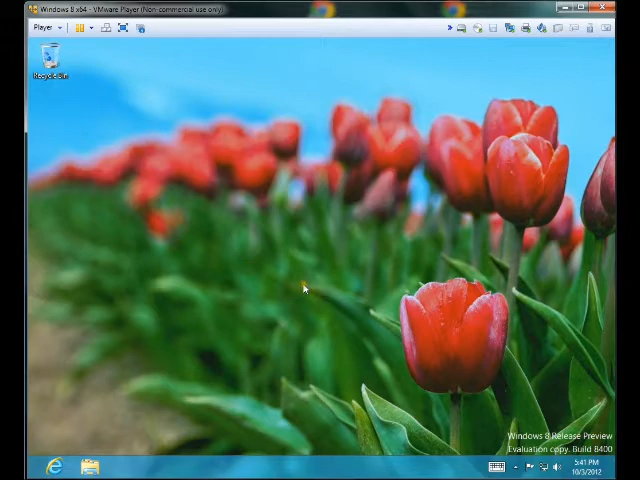 Windows 8 x64 - VMware Player (Non-commercial use only)
Player
Recycle Bin
Windows 8 Release Preview
Evaluation copy. Build 8400
5:41 PM
10/3/2012